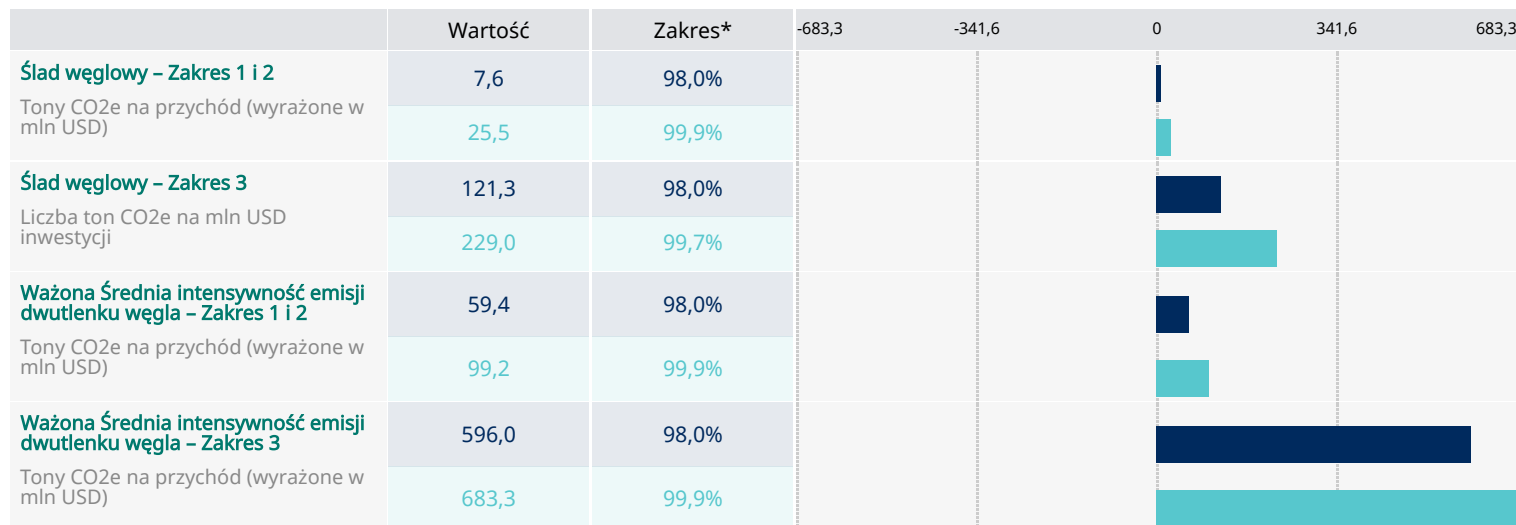 Wartość Zakres* -683,3 -341,6 0 341,6 683,3
Ślad węglowy – Zakres 1 i 2
Tony CO2e na przychód (wyrażone w
mln USD)
7,6 98,0%
25,5 99,9%
Ślad węglowy – Zakres 3
Liczba ton CO2e na mln USD
inwestycji
121,3 98,0%
229,0 99,7%
Ważona Średnia intensywność emisji
dwutlenku węgla – Zakres 1 i 2
Tony CO2e na przychód (wyrażone w
mln USD)
59,4 98,0%
99,2 99,9%
Ważona Średnia intensywność emisji
dwutlenku węgla – Zakres 3
Tony CO2e na przychód (wyrażone w
mln USD)
596,0 98,0%
683,3 99,9%